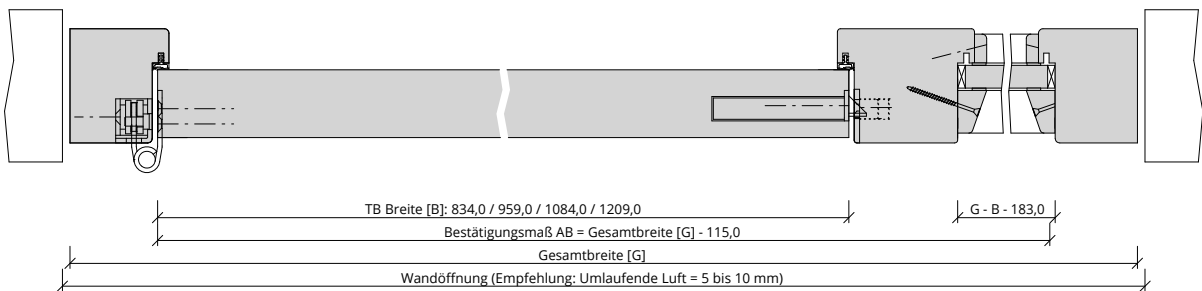 TB Breite [B]: 834,0 / 959,0 / 1084,0 / 1209,0
G - B - 183,0
Bestätigungsmaß AB = Gesamtbreite [G] - 115,0
Gesamtbreite [G]
Wandöffnung (Empfehlung: Umlaufende Luft = 5 bis 10 mm)